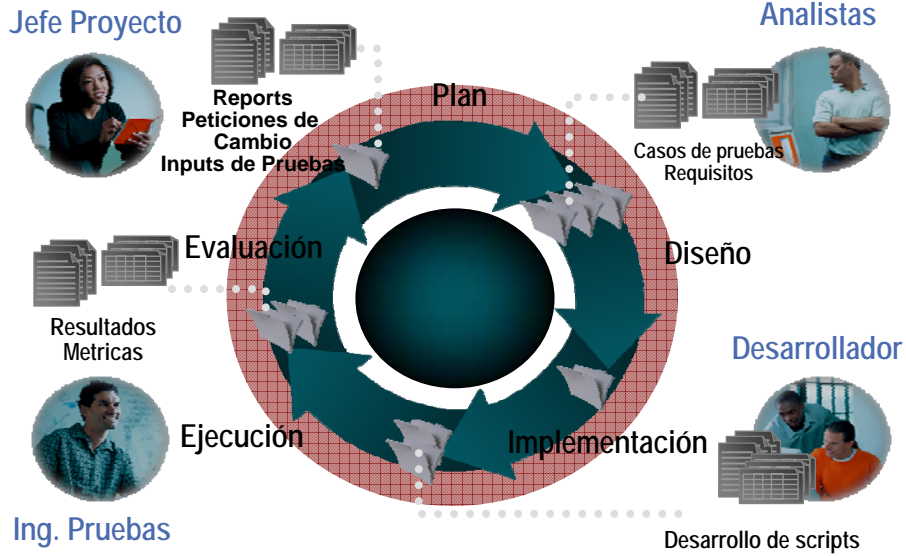 Jefe Proyecto
Analistas
Reports
Peticiones de
Cambio
Inputs de Pruebas
Plan
Casos de pruebas
Requisitos
Evaluación
Diseño
Resultados
Metricas
Desarrollador
Ejecución
Implementación
Ing. Pruebas
Desarrollo de scripts